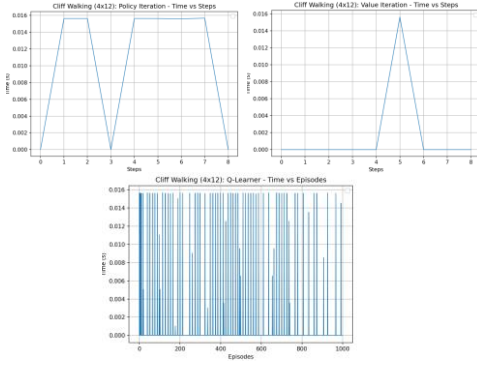 Cliff Walking (4x12): Policy Iteration - Time vs Steps
0.016
0.014
0.012
0.010
0.008
0.006
0.004
0.002
0.000
Time (s)
0 1 2 3 4 5 6 7 8
Steps
Cliff Walking (4x12): Value Iteration - Time vs Steps
0.016
0.014
0.012
0.010
0.008
0.006
0.004
0.002
0.000
Time (s)
0 1 2 3 4 5 6 7 8
Steps
Cliff Walking (4x12): Q-Learner - Time vs Episodes
0.016
0.014
0.012
0.010
0.008
0.006
0.004
0.002
0.000
Time (s)
0 200 400 600 800 1000
Episodes